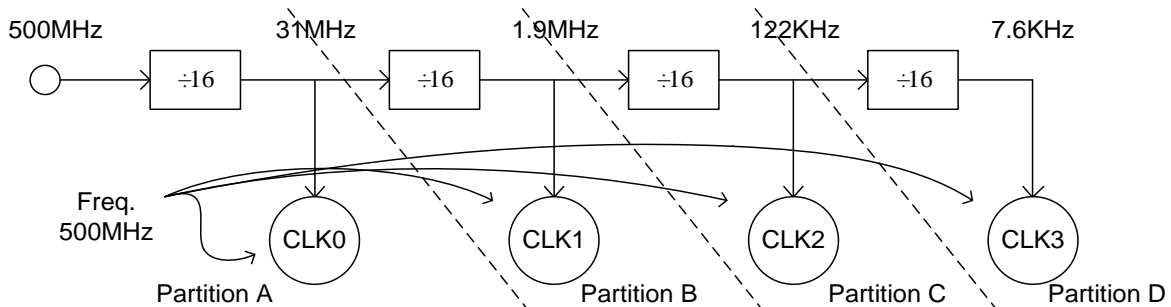 500MHz
31MHz
1.9MHz
122KHz
7.6KHz
÷16
÷16
÷16
÷16
Freq.
500MHz
CLK0
CLK1
CLK2
CLK3
Partition A
Partition B
Partition C
Partition D